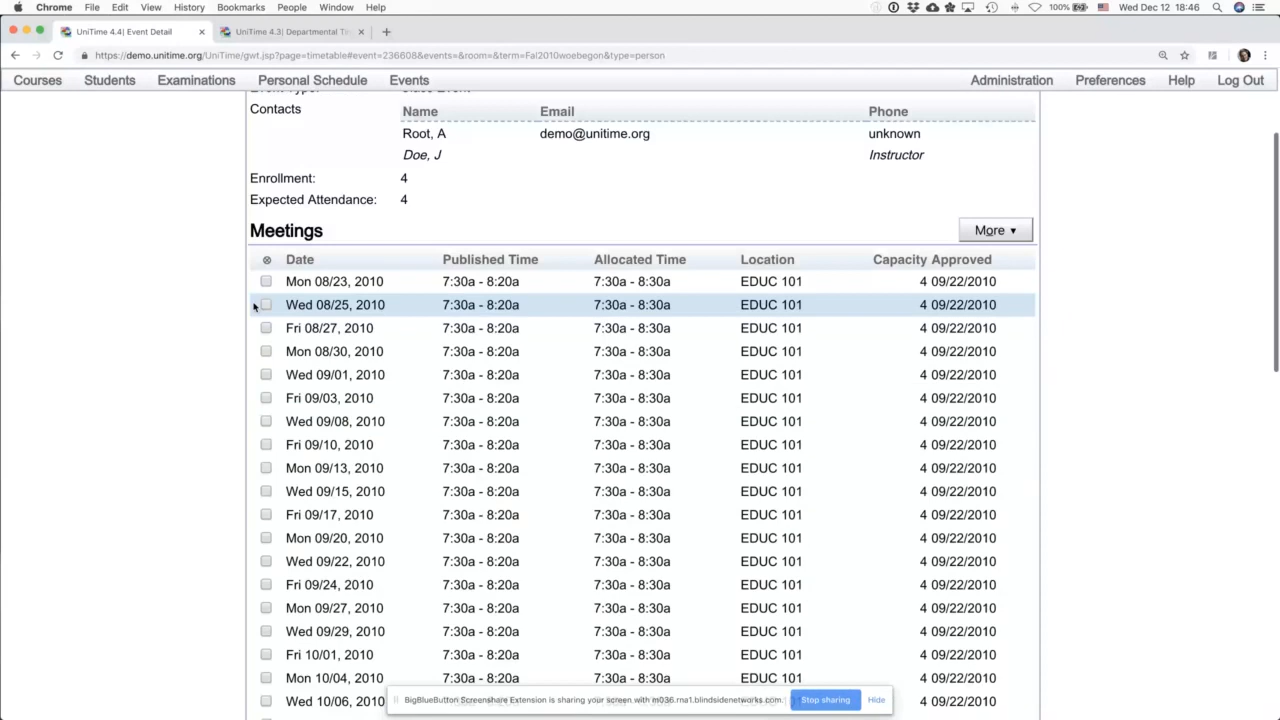 Chrome File Edit View History Bookmarks People Window Help 100% Wed Dec 12 18:46
UniTime 4.4| Event Detail UniTime 4.3| Departmental Ti
https://demo.unitime.org/UniTime/gwt.jsp?page=timetable#event=236608&events=&room=&term=Fal2010woebegon&type=person
Courses Students Examinations Personal Schedule Events Administration Preferences Help Log Out
Contacts Name Email Phone
Root, A demo@unitime.org unknown
Doe, J Instructor
Enrollment: 4
Expected Attendance: 4
Meetings More ▼
Date Published Time Allocated Time Location Capacity Approved
Mon 08/23, 2010 7:30a - 8:20a 7:30a - 8:30a EDUC 101 4 09/22/2010
Wed 08/25, 2010 7:30a - 8:20a 7:30a - 8:30a EDUC 101 4 09/22/2010
Fri 08/27, 2010 7:30a - 8:20a 7:30a - 8:30a EDUC 101 4 09/22/2010
Mon 08/30, 2010 7:30a - 8:20a 7:30a - 8:30a EDUC 101 4 09/22/2010
Wed 09/01, 2010 7:30a - 8:20a 7:30a - 8:30a EDUC 101 4 09/22/2010
Fri 09/03, 2010 7:30a - 8:20a 7:30a - 8:30a EDUC 101 4 09/22/2010
Wed 09/08, 2010 7:30a - 8:20a 7:30a - 8:30a EDUC 101 4 09/22/2010
Fri 09/10, 2010 7:30a - 8:20a 7:30a - 8:30a EDUC 101 4 09/22/2010
Mon 09/13, 2010 7:30a - 8:20a 7:30a - 8:30a EDUC 101 4 09/22/2010
Wed 09/15, 2010 7:30a - 8:20a 7:30a - 8:30a EDUC 101 4 09/22/2010
Fri 09/17, 2010 7:30a - 8:20a 7:30a - 8:30a EDUC 101 4 09/22/2010
Mon 09/20, 2010 7:30a - 8:20a 7:30a - 8:30a EDUC 101 4 09/22/2010
Wed 09/22, 2010 7:30a - 8:20a 7:30a - 8:30a EDUC 101 4 09/22/2010
Fri 09/24, 2010 7:30a - 8:20a 7:30a - 8:30a EDUC 101 4 09/22/2010
Mon 09/27, 2010 7:30a - 8:20a 7:30a - 8:30a EDUC 101 4 09/22/2010
Wed 09/29, 2010 7:30a - 8:20a 7:30a - 8:30a EDUC 101 4 09/22/2010
Fri 10/01, 2010 7:30a - 8:20a 7:30a - 8:30a EDUC 101 4 09/22/2010
Mon 10/04, 2010 7:30a - 8:20a 7:30a - 8:30a EDUC 101 4 09/22/2010
Wed 10/06, 2010 4 09/22/2010
BigBlueButton Screenshare Extension is sharing your screen with m036.rna1.blindsidenetworks.com. Stop sharing Hide